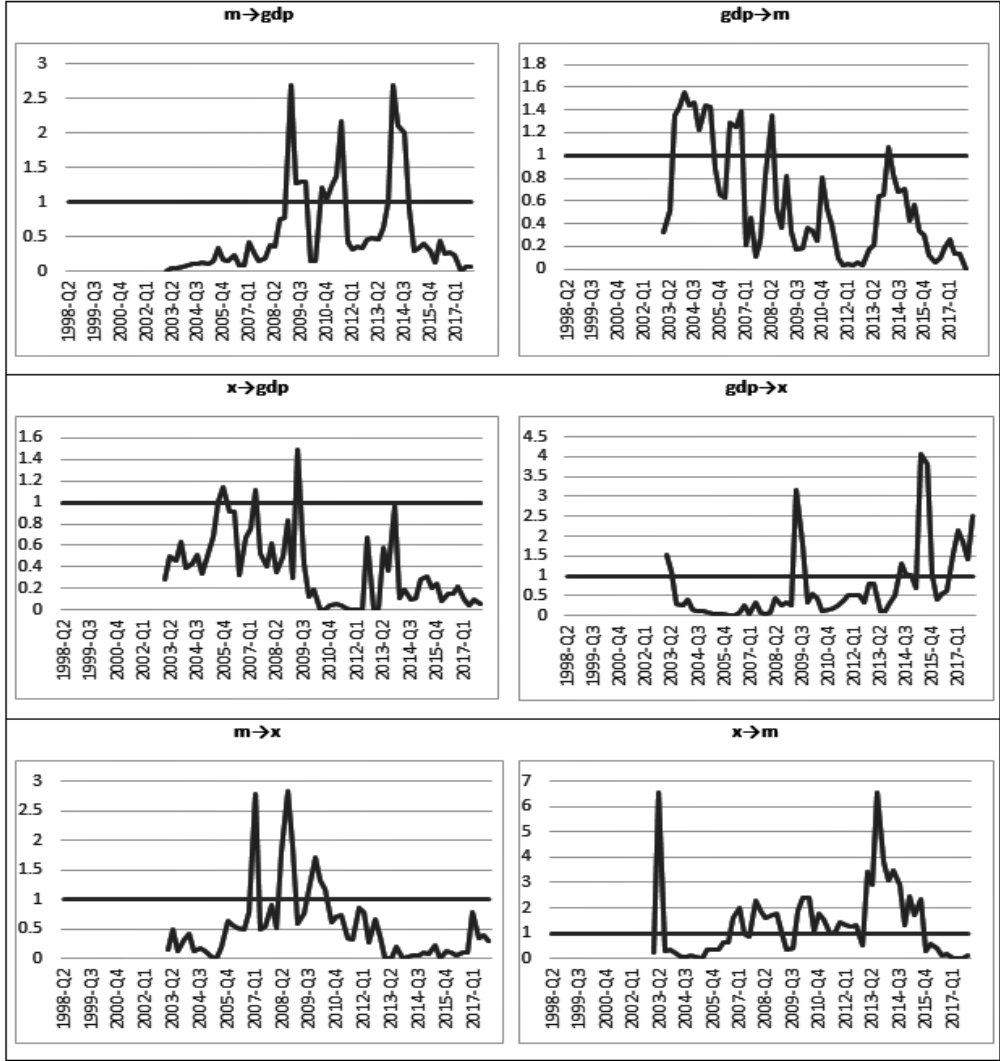 m→gdp
3
2.5
2
1.5
1
0.5
0
1998-Q2
1999-Q3
2000-Q4
2002-Q1
2003-Q2
2004-Q3
2005-Q4
2007-Q1
2008-Q2
2009-Q3
2010-Q4
2012-Q1
2013-Q2
2014-Q3
2015-Q4
2017-Q1
gdp→m
1.8
1.6
1.4
1.2
1
0.8
0.6
0.4
0.2
0
1998-Q2
1999-Q3
2000-Q4
2002-Q1
2003-Q2
2004-Q3
2005-Q4
2007-Q1
2008-Q2
2009-Q3
2010-Q4
2012-Q1
2013-Q2
2014-Q3
2015-Q4
2017-Q1
x→gdp
1.6
1.4
1.2
1
0.8
0.6
0.4
0.2
0
1998-Q2
1999-Q3
2000-Q4
2002-Q1
2003-Q2
2004-Q3
2005-Q4
2007-Q1
2008-Q2
2009-Q3
2010-Q4
2012-Q1
2013-Q2
2014-Q3
2015-Q4
2017-Q1
gdp→x
4.5
4
3.5
3
2.5
2
1.5
1
0.5
0
1998-Q2
1999-Q3
2000-Q4
2002-Q1
2003-Q2
2004-Q3
2005-Q4
2007-Q1
2008-Q2
2009-Q3
2010-Q4
2012-Q1
2013-Q2
2014-Q3
2015-Q4
2017-Q1
m→x
3
2.5
2
1.5
1
0.5
0
1998-Q2
1999-Q3
2000-Q4
2002-Q1
2003-Q2
2004-Q3
2005-Q4
2007-Q1
2008-Q2
2009-Q3
2010-Q4
2012-Q1
2013-Q2
2014-Q3
2015-Q4
2017-Q1
x→m
7
6
5
4
3
2
1
0
1998-Q2
1999-Q3
2000-Q4
2002-Q1
2003-Q2
2004-Q3
2005-Q4
2007-Q1
2008-Q2
2009-Q3
2010-Q4
2012-Q1
2013-Q2
2014-Q3
2015-Q4
2017-Q1